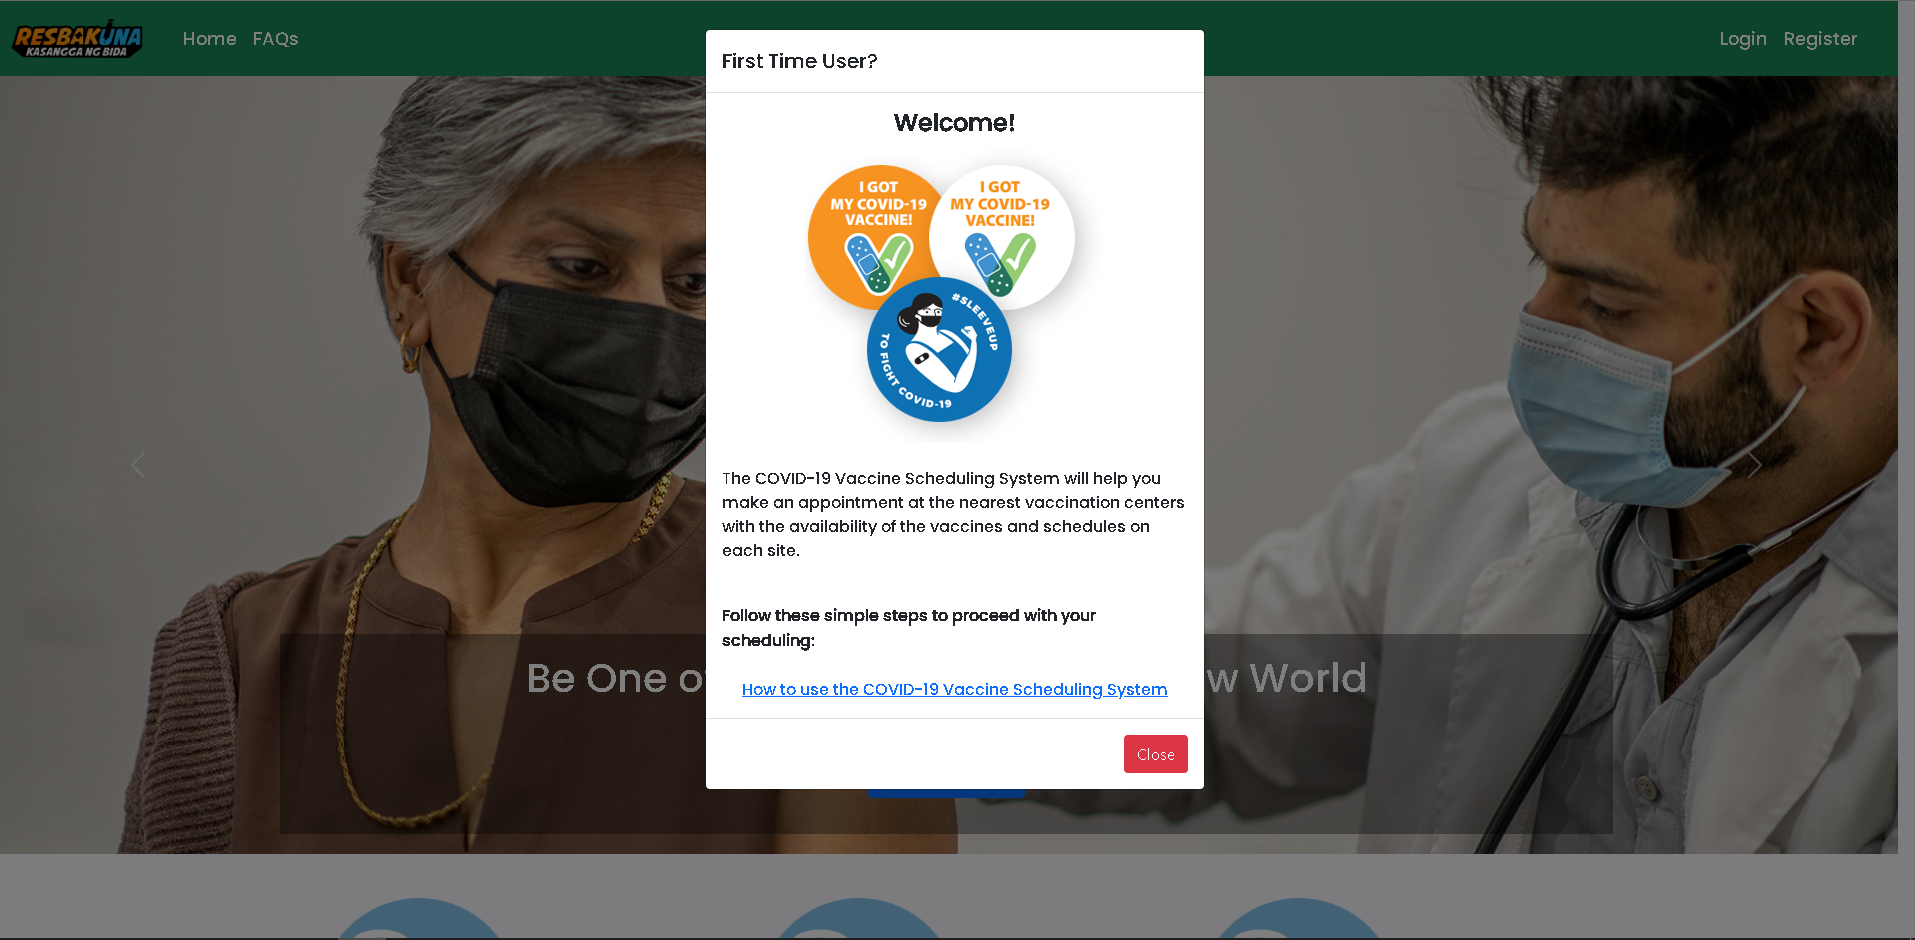 RESBAKUNA
KASANGGA NG BIDA
Home
FAQs
Login
Register
First Time User?
Welcome!
I GOT
MY COVID-19
VACCINE!
I GOT
MY COVID-19
VACCINE!
#SLEEVEUP
TO FIGHT COVID-19
The COVID-19 Vaccine Scheduling System will help you
make an appointment at the nearest vaccination centers
with the availability of the vaccines and schedules on
each site.
Follow these simple steps to proceed with your
scheduling:
Be One
World
How to use the COVID-19 Vaccine Scheduling System
Close